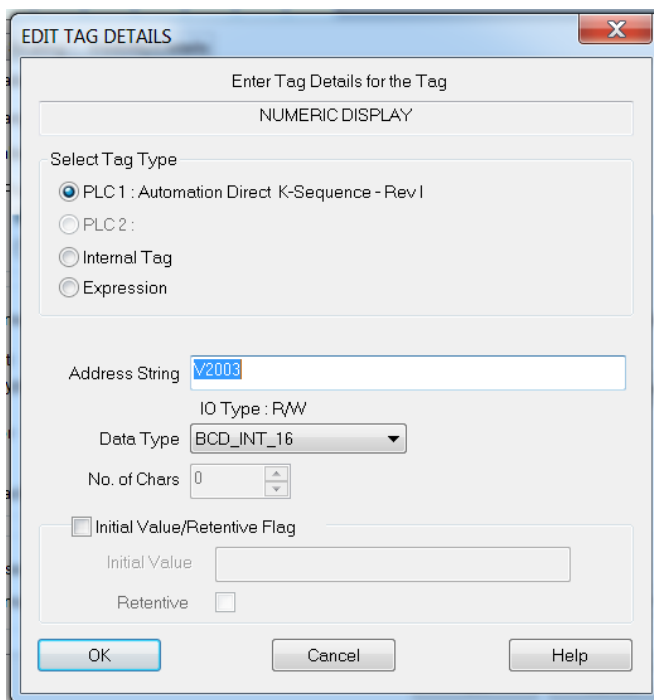 EDIT TAG DETAILS
Enter Tag Details for the Tag
NUMERIC DISPLAY
Select Tag Type
PLC 1 : Automation Direct K-Sequence - Rev I
PLC 2 :
Internal Tag
Expression
Address String V2003
IO Type : R/W
Data Type BCD_INT_16
No. of Chars 0
Initial Value/Retentive Flag
Initial Value
Retentive
OK Cancel Help